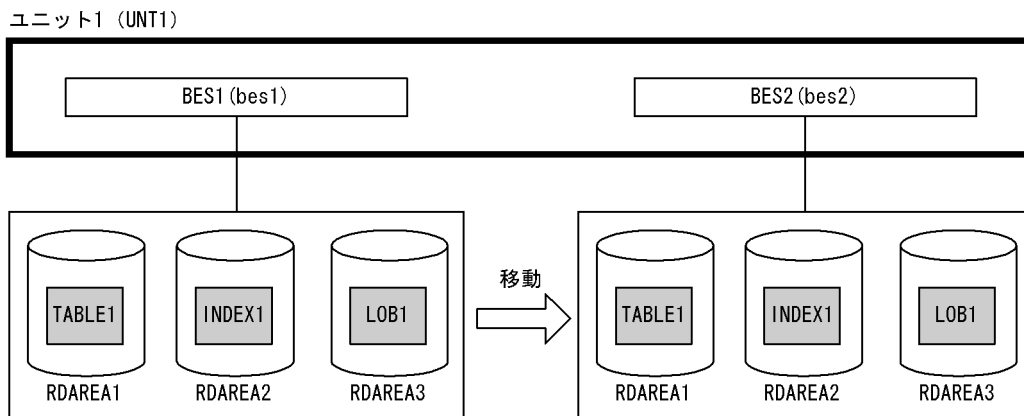 ユニット1（UNT1）
BES1(bes1)
BES2(bes2)
TABLE1
INDEX1
LOB1
RDAREA1
RDAREA2
RDAREA3
移動
TABLE1
INDEX1
LOB1
RDAREA1
RDAREA2
RDAREA3